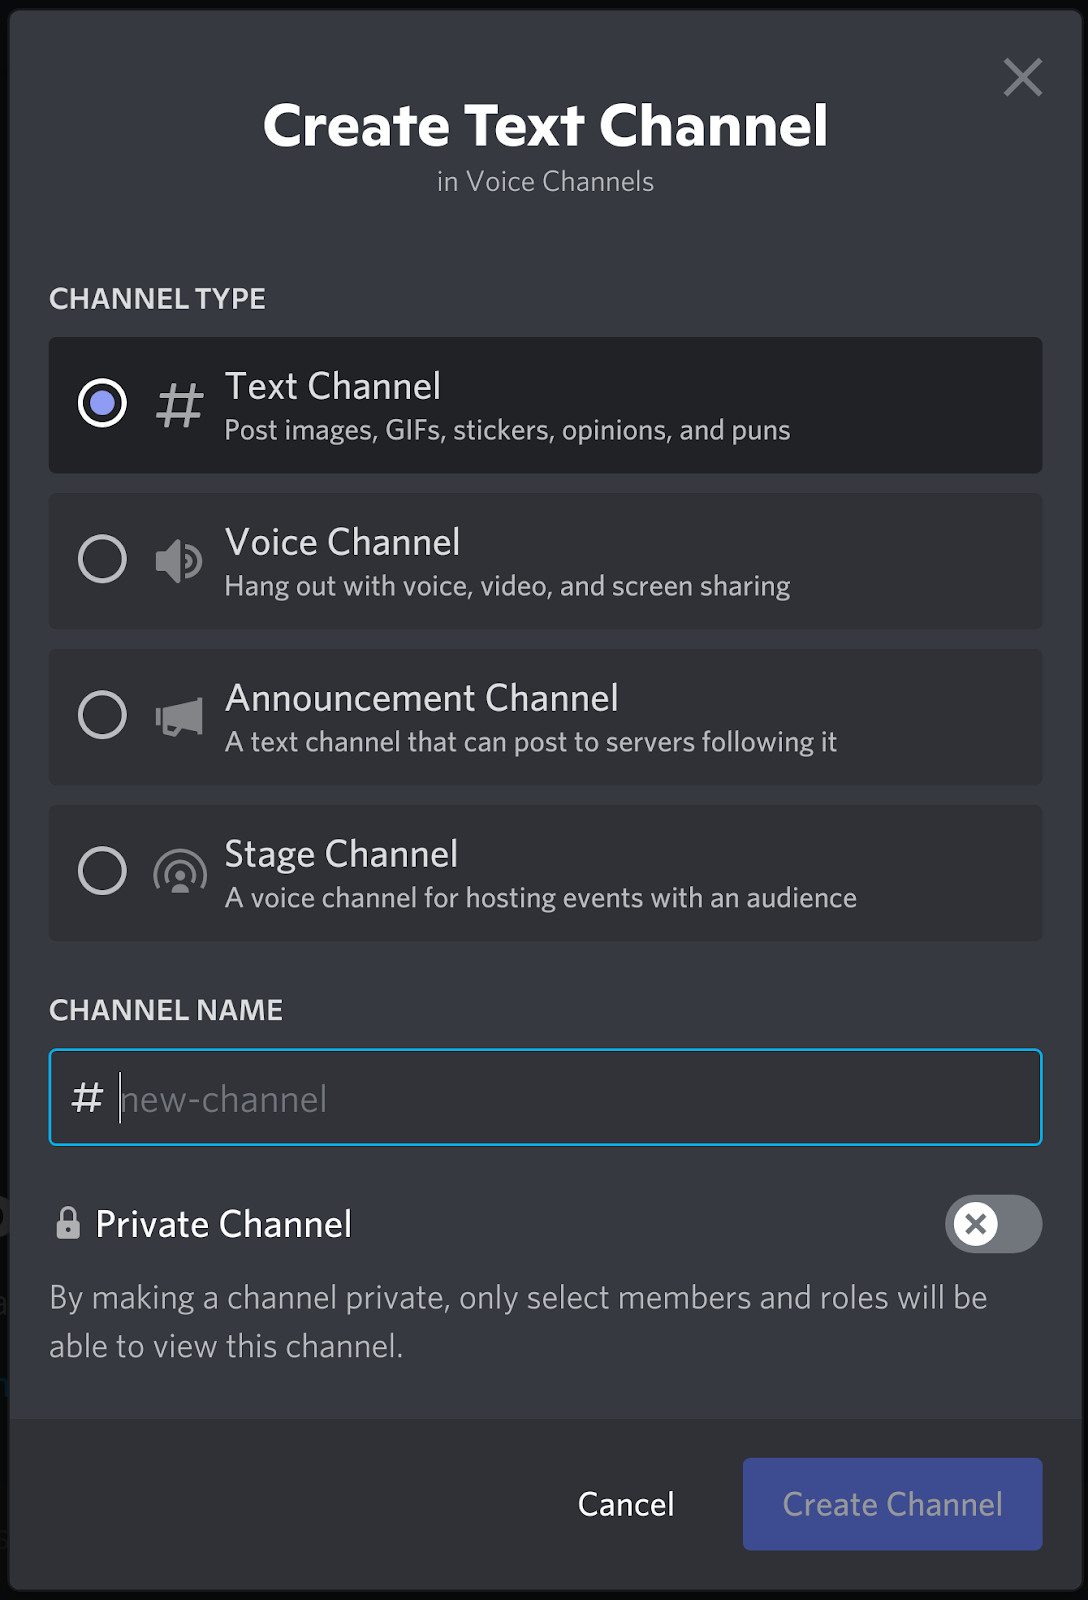 Create Text Channel
in Voice Channels
CHANNEL TYPE
Text Channel
Post images, GIFs, stickers, opinions, and puns
Voice Channel
Hang out with voice, video, and screen sharing
Announcement Channel
A text channel that can post to servers following it
Stage Channel
A voice channel for hosting events with an audience
CHANNEL NAME
# new-channel
Private Channel
By making a channel private, only select members and roles will be
able to view this channel.
Cancel
Create Channel